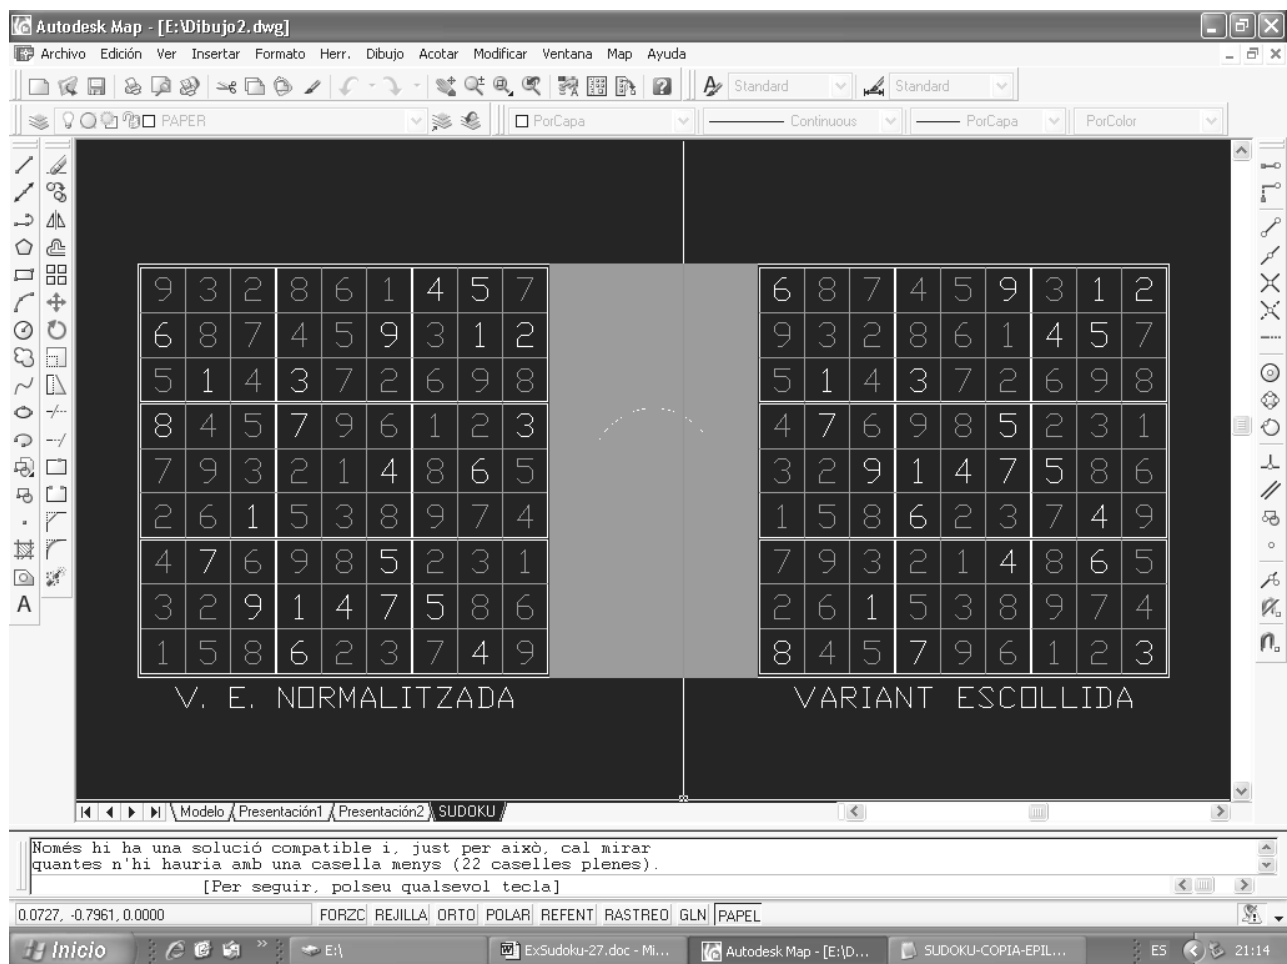 Autodesk Map - [E:\Dibujo2.dwg]
Archivo Edición Ver Insertar Formato Herr. Dibujo Acotar Modificar Ventana Map Ayuda
Standard Standard
PAPER PorCapa Continuous PorCapa PorColor
9 3 2 8 6 1 4 5 7 6 8 7 4 5 9 3 1 2
6 8 7 4 5 9 3 1 2 9 3 2 8 6 1 4 5 7
5 1 4 3 7 2 6 9 8 5 1 4 3 7 2 6 9 8
8 4 5 7 9 6 1 2 3 4 7 6 9 8 5 2 3 1
7 9 3 2 1 4 8 6 5 3 2 9 1 4 7 5 8 6
2 6 1 5 3 8 9 7 4 1 5 8 6 2 3 7 4 9
4 7 6 9 8 5 2 3 1 7 9 3 2 1 4 8 6 5
3 2 9 1 4 7 5 8 6 2 6 1 5 3 8 9 7 4
1 5 8 6 2 3 7 4 9 8 4 5 7 9 6 1 2 3
V. E. NORMALITZADA VARIANT ESCOLLIDA
Modelo Presentación1 Presentación2 SUDOKU
Només hi ha una solució compatible i, just per això, cal mirar
quantes n'hi hauria amb una casella menys (22 caselles plenes).
[Per seguir, polseu qualsevol tecla]
0.0727, -0.7961, 0.0000 FORZC REJILLA ORTO POLAR REFENT RASTREO GLN PAPEL
Inicio » E:\ ExSudoku-27.doc - Mi... Autodesk Map - [E:\D... SUDOKU-COPIA-EPIL... ES 21:14